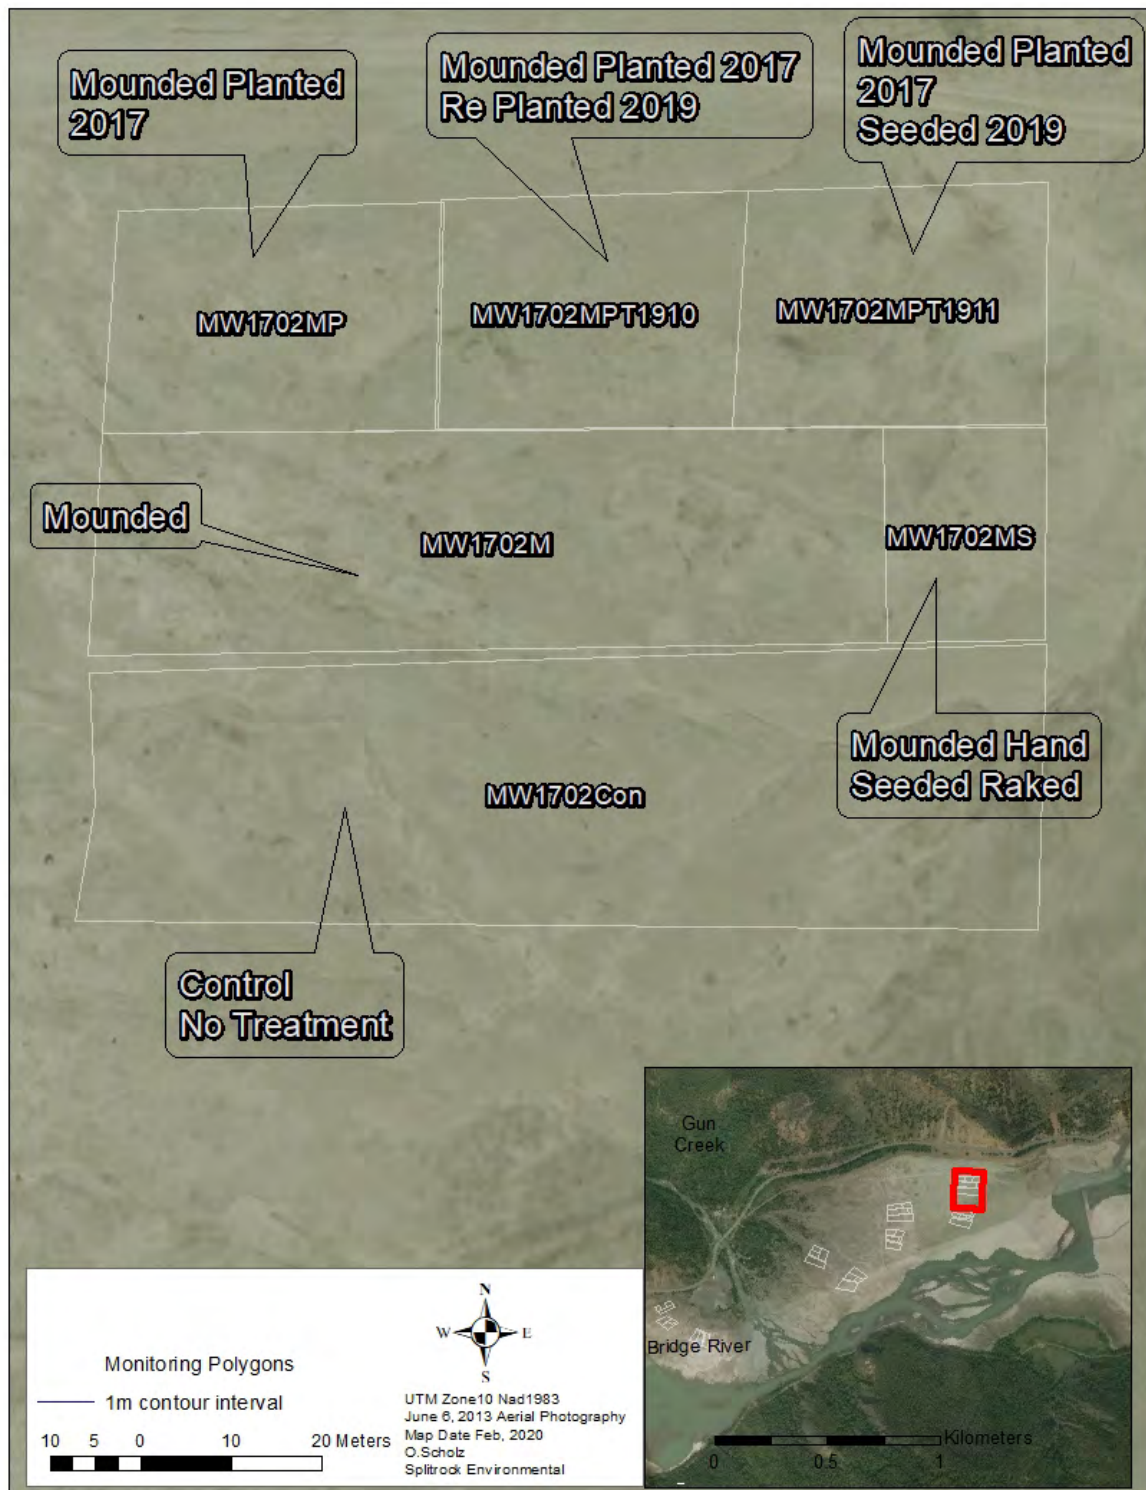 Mounded Planted
2017
Mounded Planted 2017
Re Planted 2019
Mounded Planted
2017
Seeded 2019
MW1702MP
MW1702MPT1910
MW1702MPT1911
Mounded
MW1702M
MW1702MS
Mounded Hand
Seeded Raked
MW1702Con
Control
No Treatment
Gun
Creek
Bridge River
Kilometers
0 0.5 1
N
W E
S
Monitoring Polygons
1m contour interval
10 5 0 10 20 Meters
UTM Zone10 Nad1983
June 6, 2013 Aerial Photography
Map Date Feb, 2020
O.Scholz
Splitrock Environmental